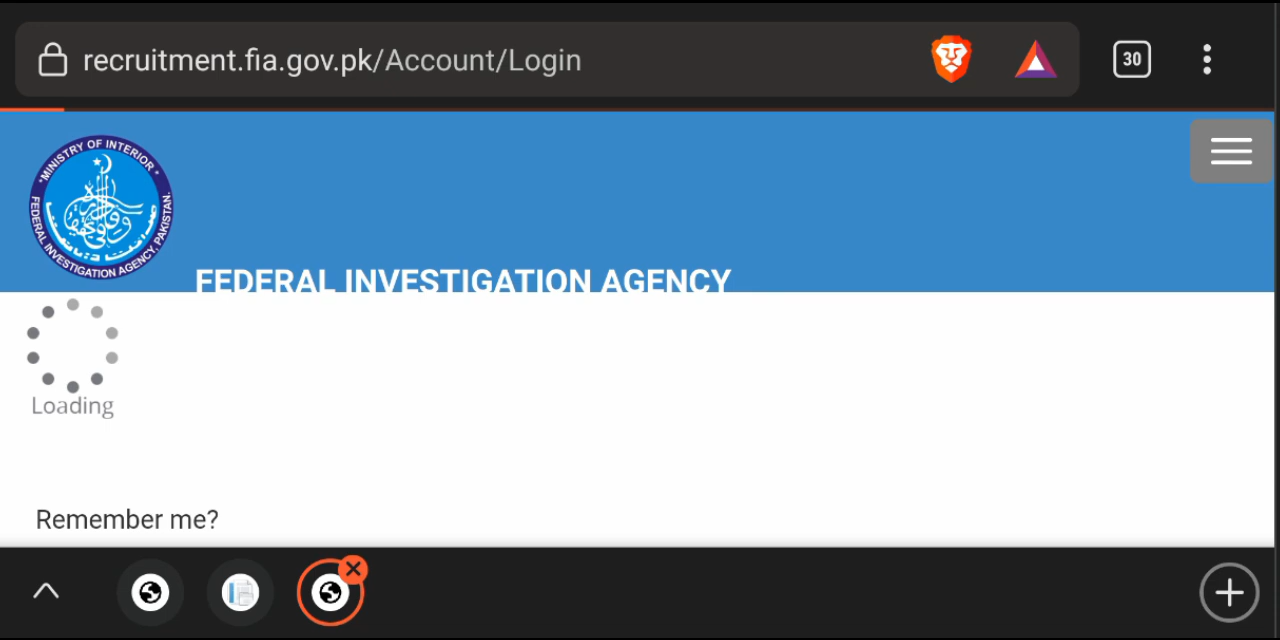 recruitment.fia.gov.pk/Account/Login
30
MINISTRY OF INTERIOR
FEDERAL INVESTIGATION AGENCY, PAKISTAN.
FEDERAL INVESTIGATION AGENCY
Loading
Remember me?